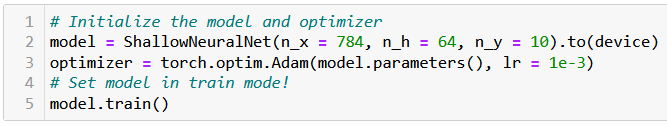 1 # Initialize the model and optimizer
2 model = ShallowNeuralNet(n_x = 784, n_h = 64, n_y = 10).to(device)
3 optimizer = torch.optim.Adam(model.parameters(), lr = 1e-3)
4 # Set model in train mode!
5 model.train()